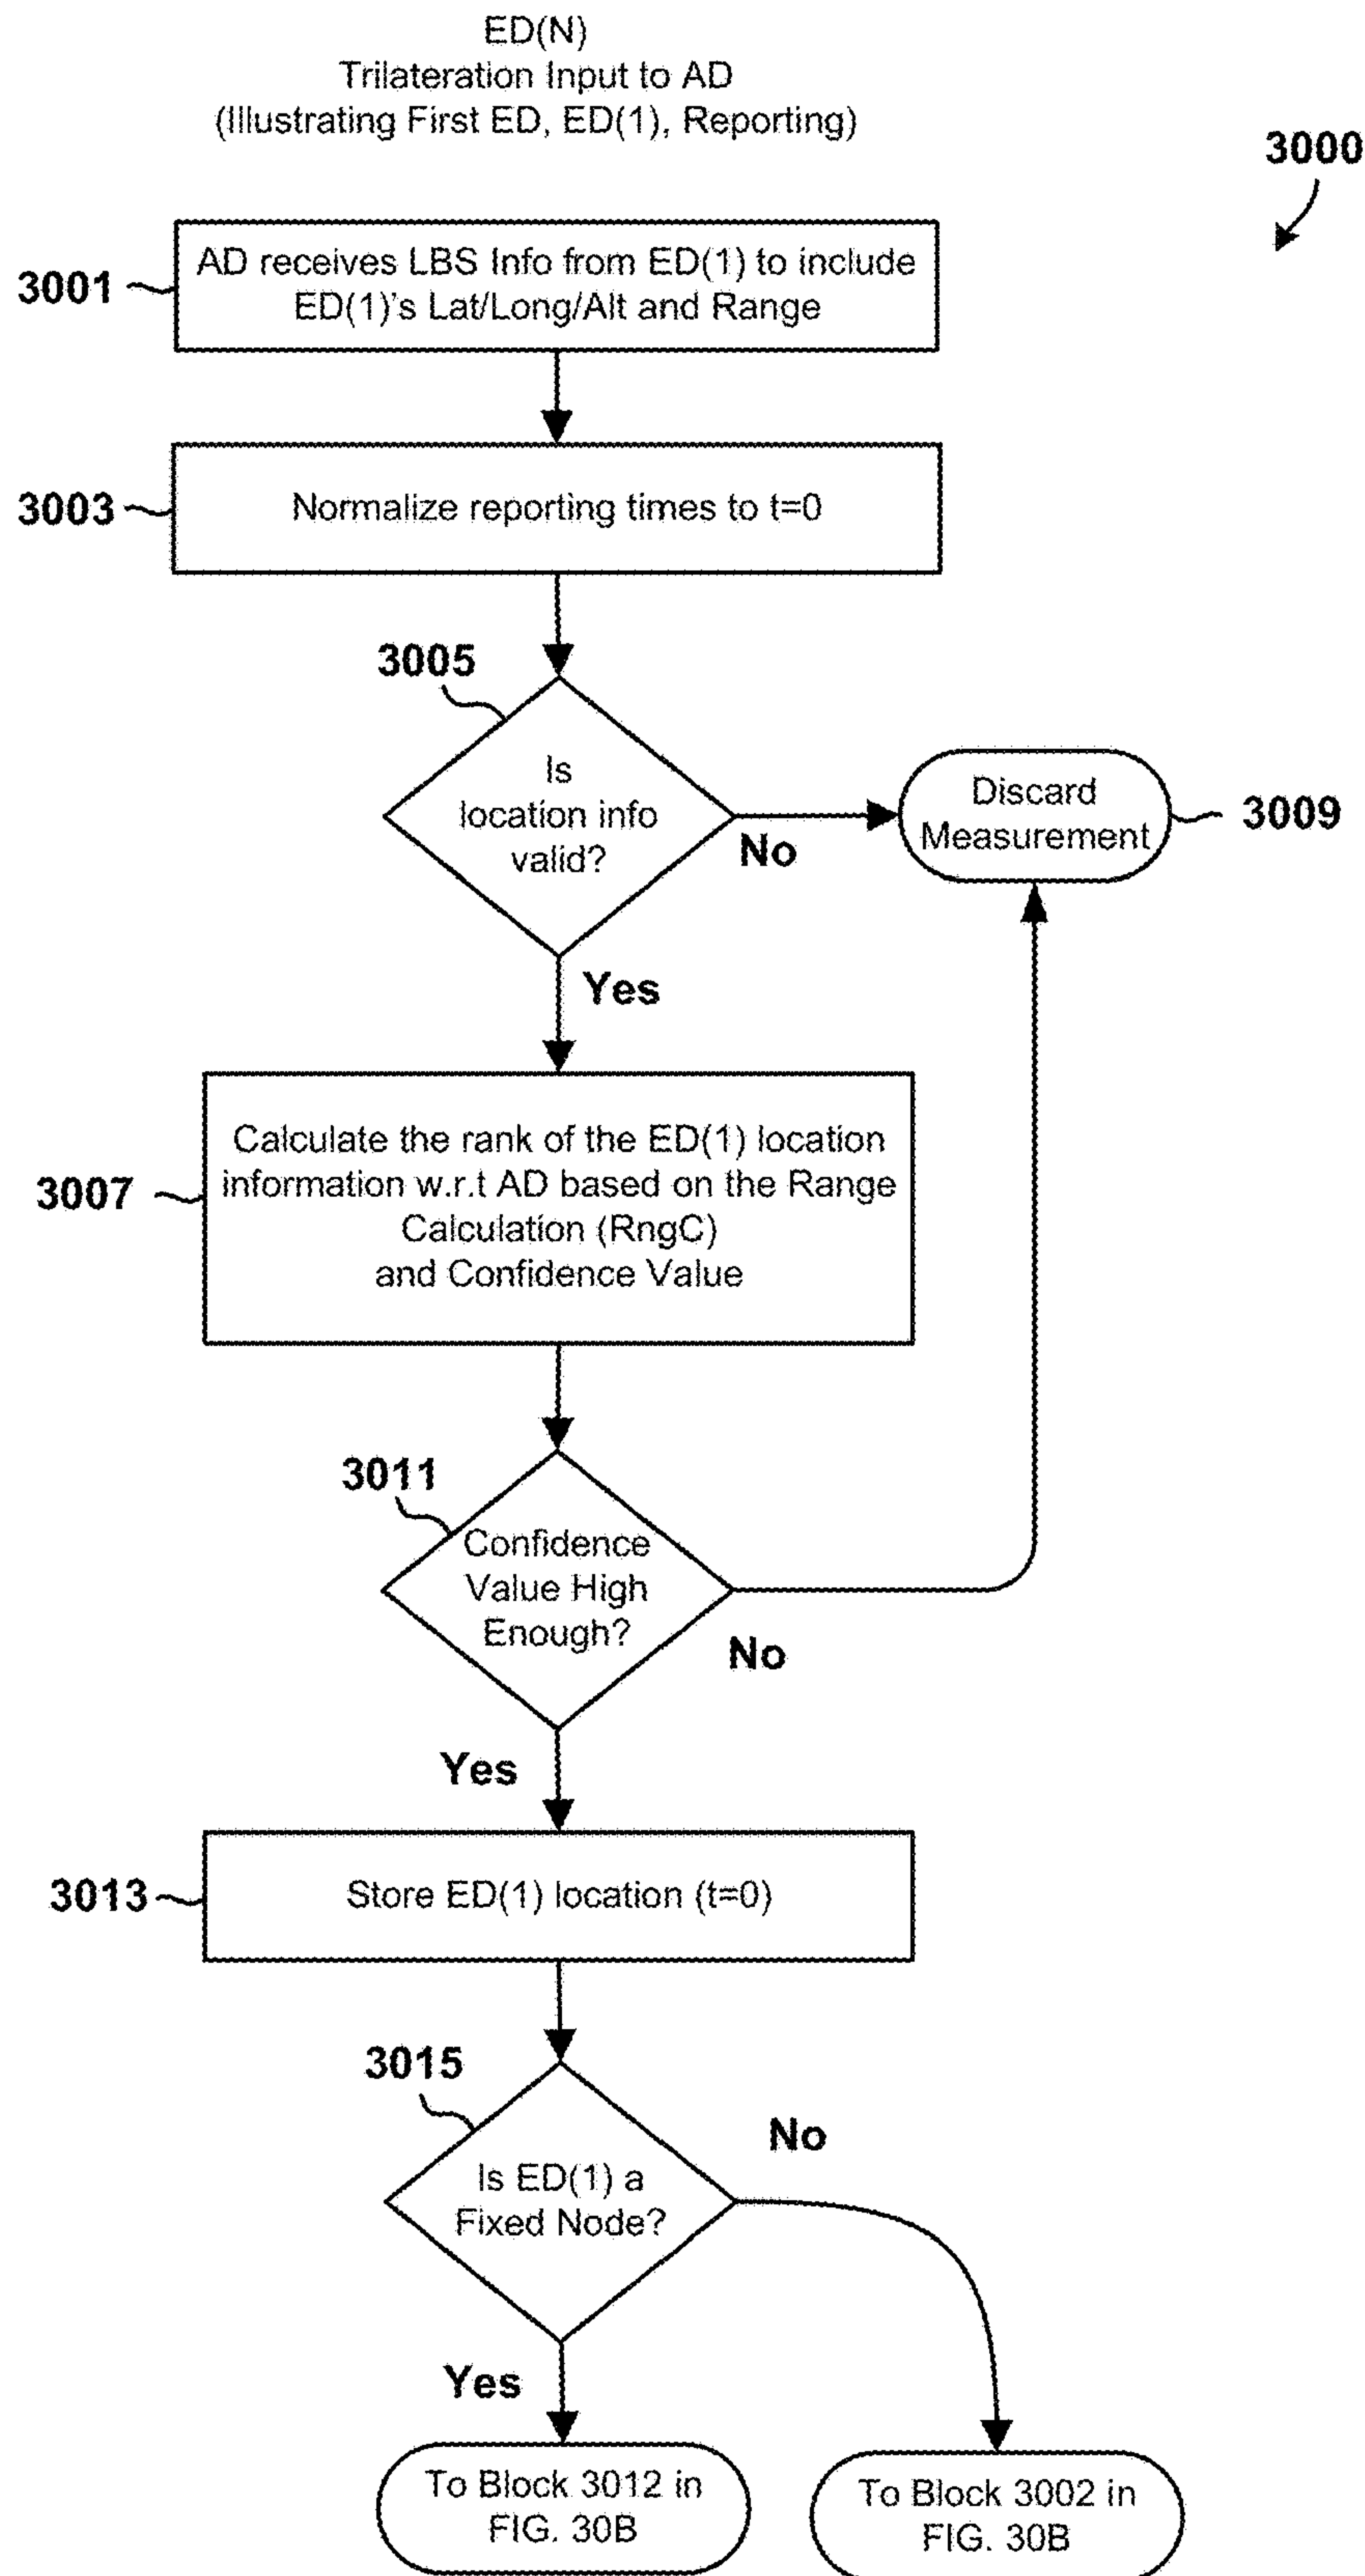 ED(N)
Trilateration Input to AD
(Illustrating First ED, ED(1), Reporting)
3000
AD receives LBS Info from ED(1) to include
ED(1)'s Lat/Long/Alt and Range
3001
Normalize reporting times to t=0
3003
3005
Is
location info
valid?
No
Discard
Measurement
3009
Yes
Calculate the rank of the ED(1) location
information w.r.t AD based on the Range
Calculation (RngC)
and Confidence Value
3007
3011
Confidence
Value High
Enough?
No
Yes
Store ED(1) location (t=0)
3013
3015
Is ED(1) a
Fixed Node?
No
Yes
To Block 3012 in
FIG. 30B
To Block 3002 in
FIG. 30B